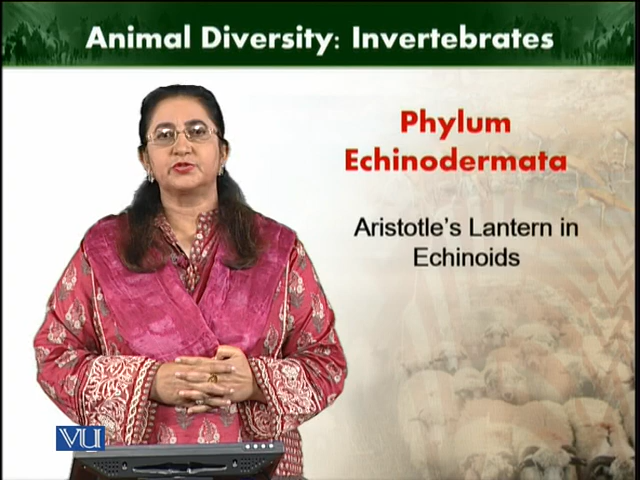 Animal Diversity: Invertebrates
Phylum
Echinodermata
Aristotle's Lantern in
Echinoids
VU